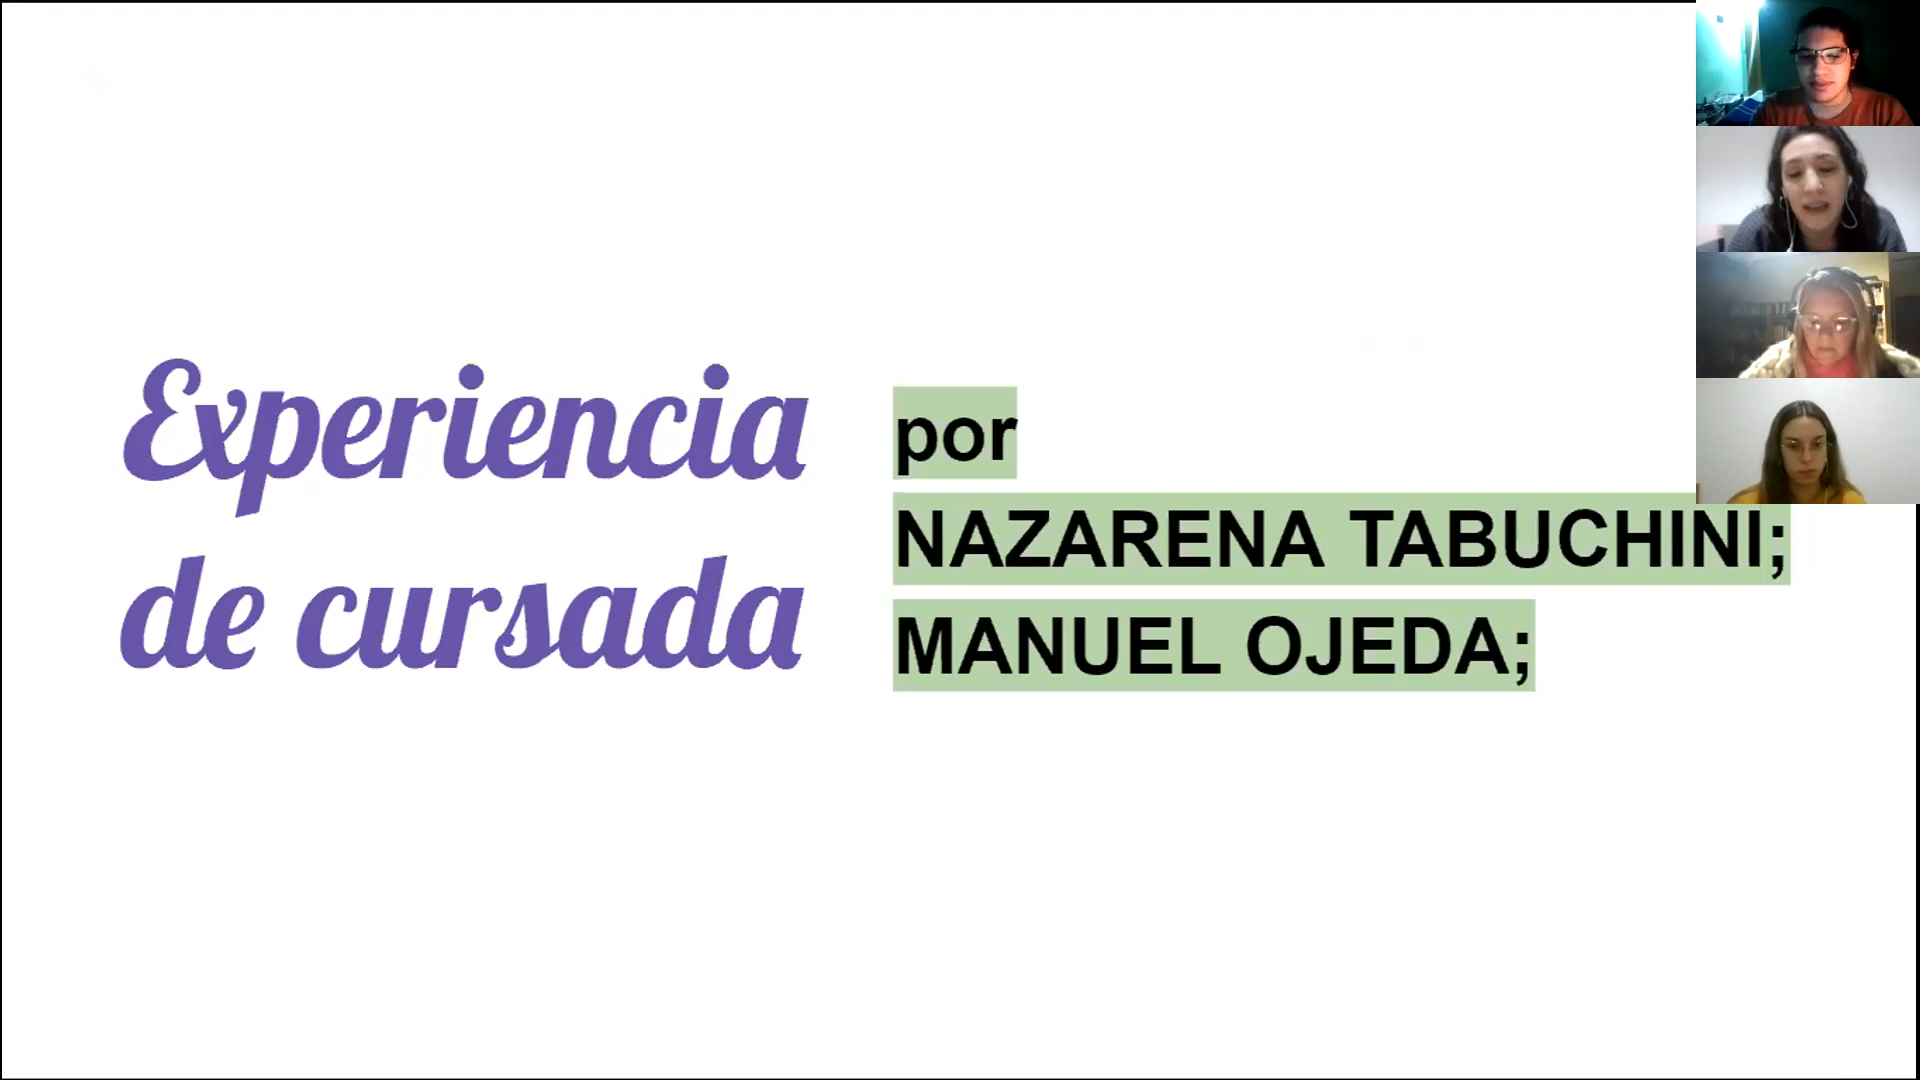 Experiencia
de cursada
por
NAZARENA TABUCHINI;
MANUEL OJEDA;